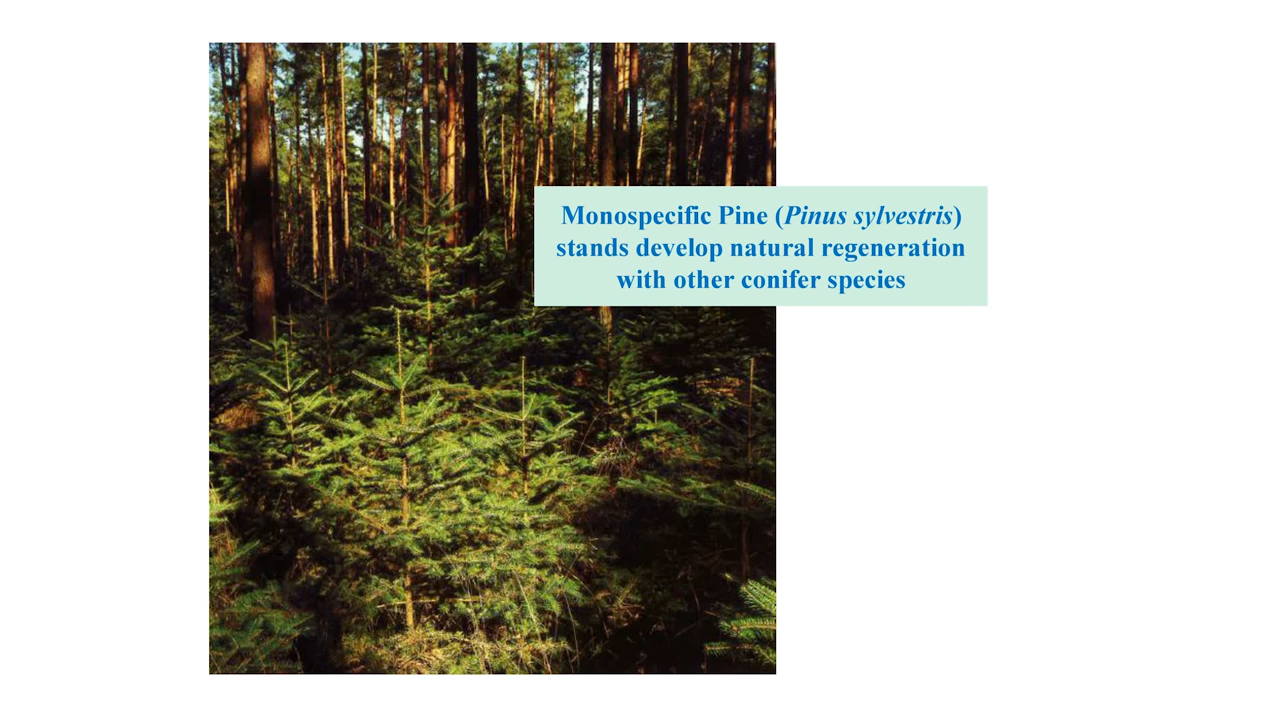 Monospecific Pine (Pinus sylvestris)
stands develop natural regeneration
with other conifer species